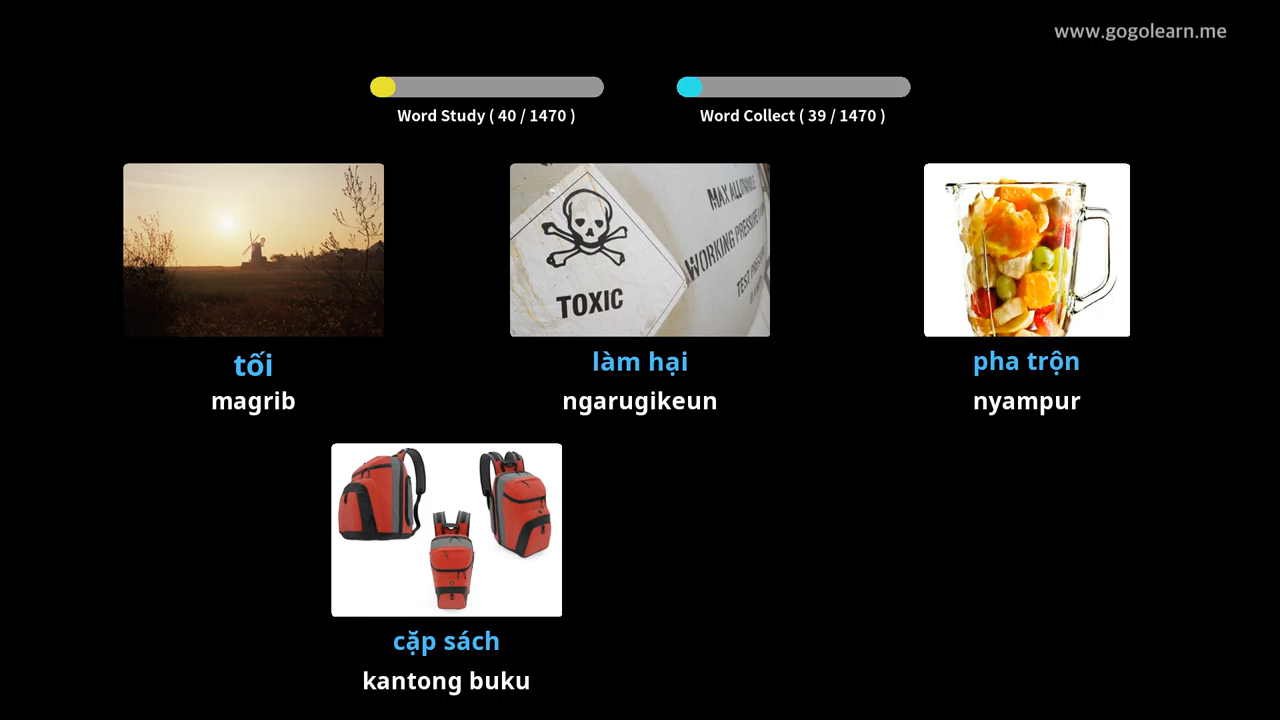 www.gogolearn.me
Word Study ( 40 / 1470 )
Word Collect ( 39 / 1470 )
MAX ALLOWABLE
WORKING PRESSURE
TEST
TOXIC
tối
làm hại
pha trộn
magrib
ngarugikeun
nyampur
cặp sách
kantong buku